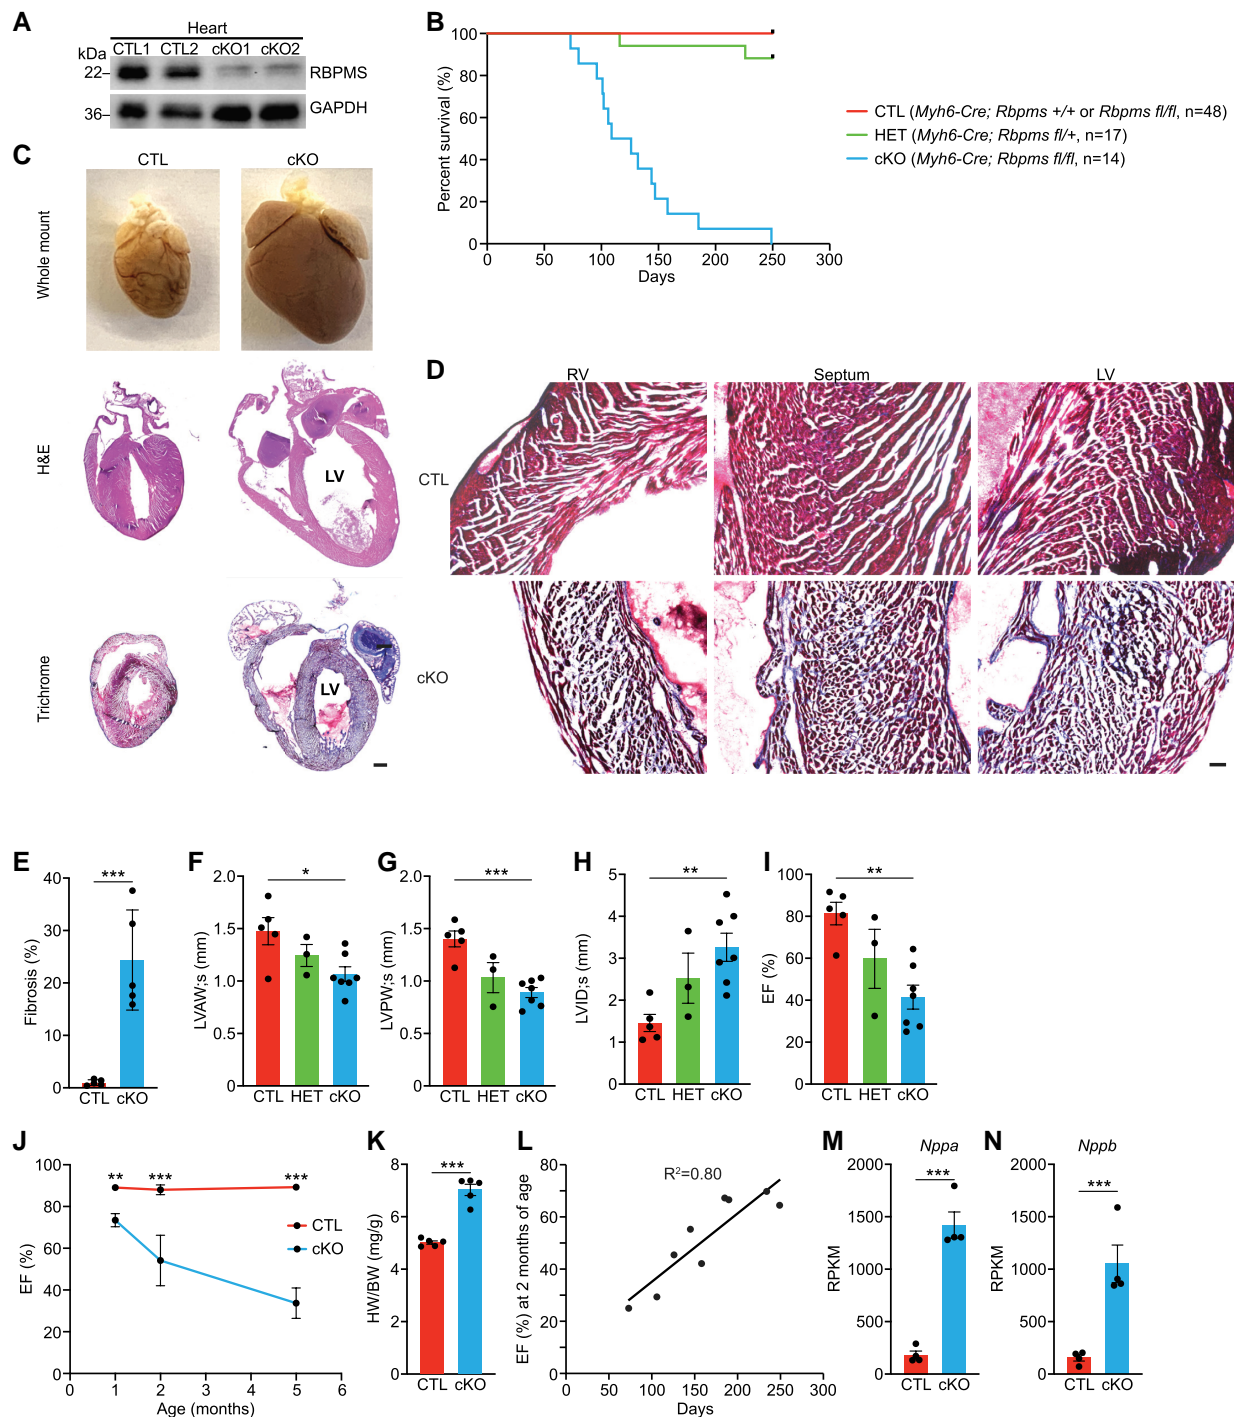 A
Heart
kDa CTL1 CTL2 cKO1 cKO2
22 RBPMS
36 GAPDH
B
Percent survival (%)
100
80
60
40
20
0
0 50 100 150 200 250 300
Days
CTL (Myh6-Cre; Rbpms +/+ or Rbpms fl/fl, n=48)
HET (Myh6-Cre; Rbpms fl/+, n=17)
cKO (Myh6-Cre; Rbpms fl/fl, n=14)
C
CTL cKO
Whole mount
H&E
LV
Trichrome
LV
D
RV Septum LV
CTL
cKO
E
Fibrosis (%)
40
30
20
10
0
***
CTL cKO
F
LVAW;s (mm)
2.0
1.5
1.0
0.5
0
*
CTL HET cKO
G
LVPW;s (mm)
2.0
1.5
1.0
0.5
0
***
CTL HET cKO
H
LVID;s (mm)
5
4
3
2
1
0
**
CTL HET cKO
I
EF (%)
100
80
60
40
20
0
**
CTL HET cKO
J
EF (%)
100
80
60
40
20
0
** *** ***
CTL
cKO
0 1 2 3 4 5 6
Age (months)
K
HW/BW (mg/g)
8
6
4
2
0
***
CTL cKO
L
EF (%) at 2 months of age
80
60
40
20
0
R²=0.80
0 50 100 150 200 250 300
Days
M
Nppa
RPKM
2000
1500
1000
500
0
***
CTL cKO
N
Nppb
RPKM
2000
1500
1000
500
0
***
CTL cKO